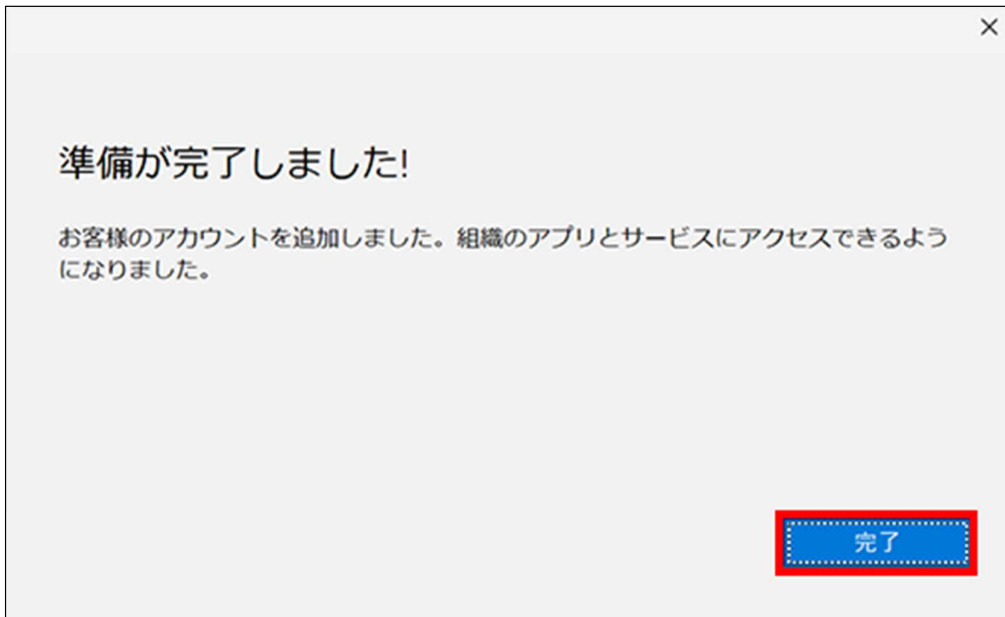 準備が完了しました!
お客様のアカウントを追加しました。組織のアプリとサービスにアクセスできるよう
になりました。
完了